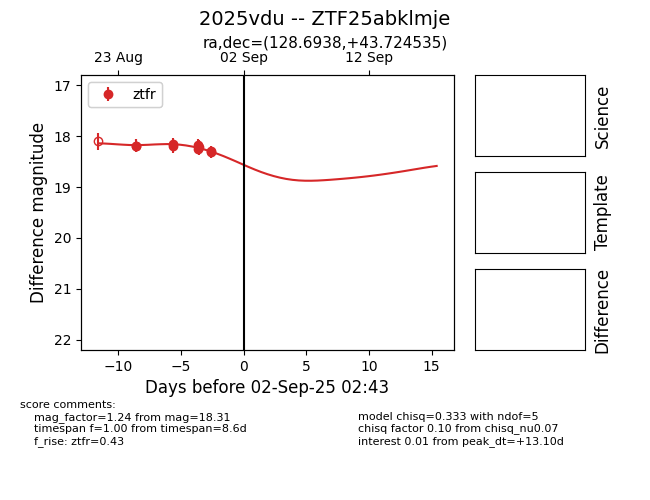 2025vdu -- ZTF25abklmje
ra,dec=(128.6938,+43.724535)
23 Aug 02 Sep 12 Sep
ztfr
17
18
19
20
21
22
Difference magnitude
−10 −5 0 5 10 15
Days before 02-Sep-25 02:43
Science
Template
Difference
score comments:
mag_factor=1.24 from mag=18.31
timespan f=1.00 from timespan=8.6d
f_rise: ztfr=0.43
model chisq=0.333 with ndof=5
chisq factor 0.10 from chisq_nu0.07
interest 0.01 from peak_dt=+13.10d